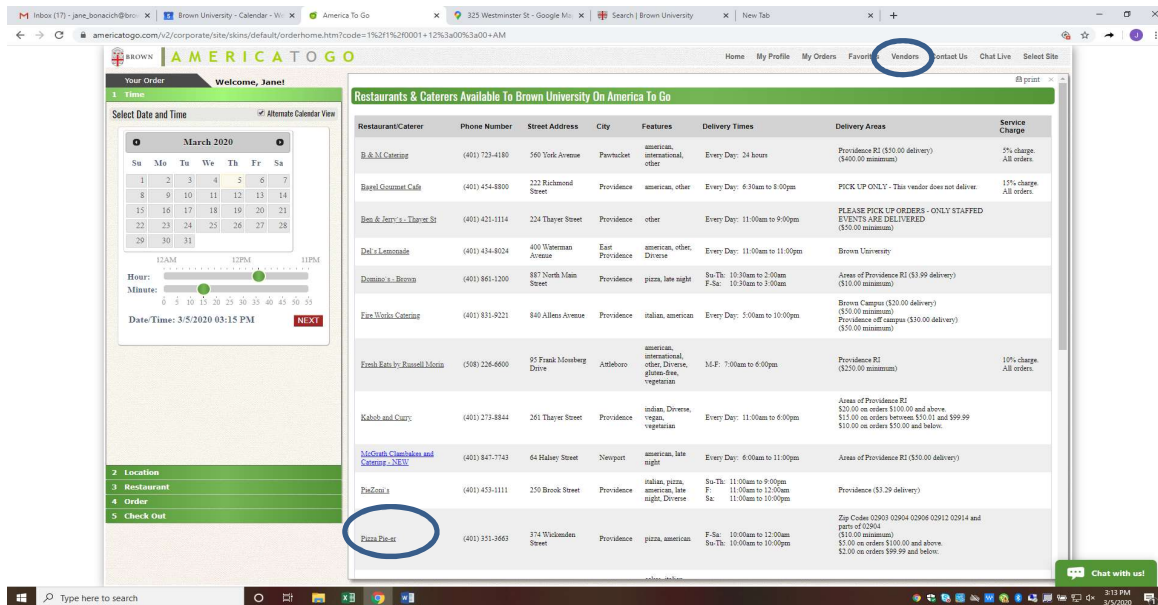 Inbox (17) - jane_bonacich@bro
Brown University - Calendar - W
America To Go
325 Westminster St - Google Ma
Search | Brown University
New Tab
americatogo.com/v2/corporate/site/skins/default/orderhome.htm?code=1%2f1%2f0001+12%3a00%3a00+AM
BROWN
AMERICATOGO
Home My Profile My Orders Favorites Vendors Contact Us Chat Live Select Site
Your Order Welcome, Jane!
1 Time
Select Date and Time Alternate Calendar View
March 2020
Su Mo Tu We Th Fr Sa
1 2 3 4 5 6 7
8 9 10 11 12 13 14
15 16 17 18 19 20 21
22 23 24 25 26 27 28
29 30 31
12AM 12PM 11PM
Hour:
Minute:
0 5 10 15 20 25 30 35 40 45 50 55
Date/Time: 3/5/2020 03:15 PM NEXT
2 Location
3 Restaurant
4 Order
5 Check Out
print ×
Restaurants & Caterers Available To Brown University On America To Go
Restaurant/Caterer Phone Number Street Address City Features Delivery Times Delivery Areas Service Charge
B & M Catering (401) 723-4180 560 York Avenue Pawtucket american, international, other Every Day: 24 hours Providence RI ($50.00 delivery) ($400.00 minimum) 5% charge. All orders.
Bagel Gourmet Cafe (401) 454-8800 222 Richmond Street Providence american, other Every Day: 6:30am to 8:00pm PICK UP ONLY - This vendor does not deliver. 15% charge. All orders.
Ben & Jerry's - Thayer St (401) 421-1114 224 Thayer Street Providence other Every Day: 11:00am to 9:00pm PLEASE PICK UP ORDERS - ONLY STAFFED EVENTS ARE DELIVERED ($50.00 minimum)
Del's Lemonade (401) 434-8024 400 Waterman Avenue East Providence american, other, Diverse Every Day: 11:00am to 11:00pm Brown University
Domino's - Brown (401) 861-1200 887 North Main Street Providence pizza, late night Su-Th: 10:30am to 2:00am F-Sa: 10:30am to 3:00am Areas of Providence RI ($3.99 delivery) ($10.00 minimum)
Fire Works Catering (401) 831-9221 840 Allens Avenue Providence italian, american Every Day: 5:00am to 10:00pm Brown Campus ($20.00 delivery) ($50.00 minimum) Providence off campus ($30.00 delivery) ($50.00 minimum)
Fresh Eats by Russell Morin (508) 226-6600 95 Frank Mossberg Drive Attleboro american, international, other, Diverse, gluten-free, vegetarian M-F: 7:00am to 6:00pm Providence RI ($250.00 minimum) 10% charge. All orders.
Kabob and Curry (401) 273-8844 261 Thayer Street Providence indian, Diverse, vegan, vegetarian Every Day: 11:00am to 6:00pm Areas of Providence RI $20.00 on orders $100.00 and above. $15.00 on orders between $50.01 and $99.99 $10.00 on orders $50.00 and below.
McGrath Clambakes and Catering - NEW (401) 847-7743 64 Halsey Street Newport american, late night Every Day: 6:00am to 11:00pm Areas of Providence RI ($50.00 delivery)
PieZoni's (401) 453-1111 250 Brook Street Providence italian, pizza, american, late night, Diverse Su-Th: 11:00am to 9:00pm F: 11:00am to 12:00am Sa: 11:00am to 10:00pm Providence ($3.29 delivery)
Pizza Pie-er (401) 351-3663 374 Wickenden Street Providence pizza, american F-Sa: 10:00am to 12:00am Su-Th: 10:00am to 10:00pm Zip Codes 02903 02904 02906 02912 02914 and parts of 02904 ($10.00 minimum) $5.00 on orders $100.00 and above. $2.00 on orders $99.99 and below.
Chat with us!
Type here to search
3:13 PM
3/5/2020